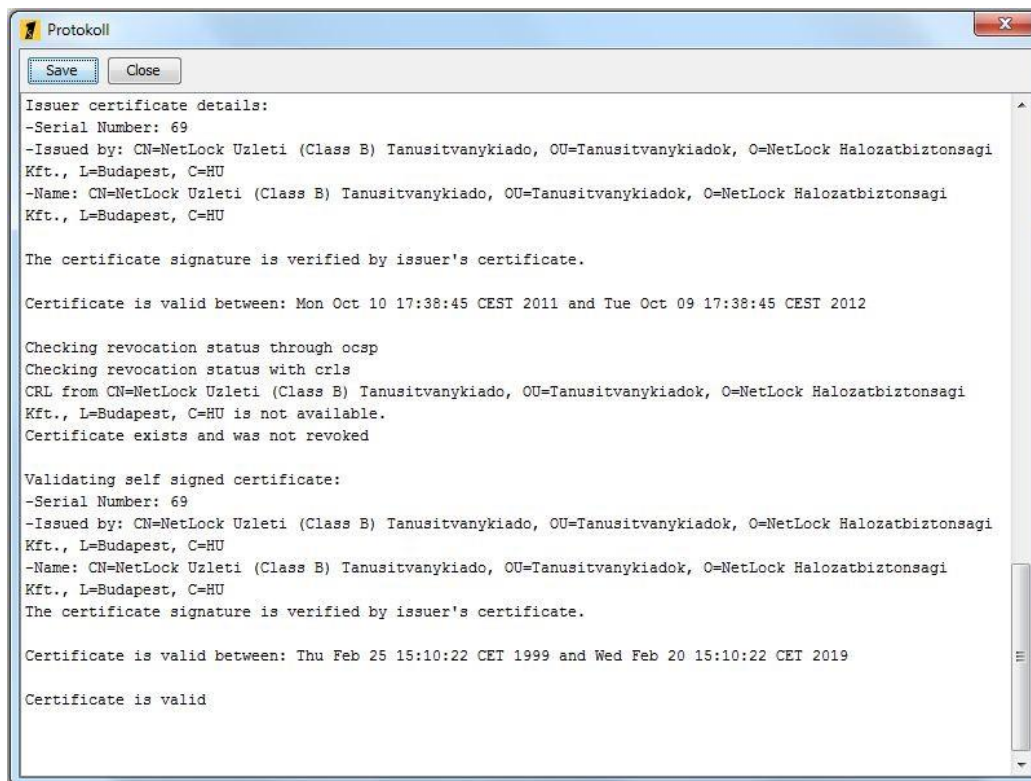 Protokoll
Save Close
Issuer certificate details:
-Serial Number: 69
-Issued by: CN=NetLock Uzleti (Class B) Tanusitvanykiado, OU=Tanusitvanykiadok, O=NetLock Halozatbiztonsagi
Kft., L=Budapest, C=HU
-Name: CN=NetLock Uzleti (Class B) Tanusitvanykiado, OU=Tanusitvanykiadok, O=NetLock Halozatbiztonsagi
Kft., L=Budapest, C=HU
The certificate signature is verified by issuer's certificate.
Certificate is valid between: Mon Oct 10 17:38:45 CEST 2011 and Tue Oct 09 17:38:45 CEST 2012
Checking revocation status through ocsp
Checking revocation status with crls
CRL from CN=NetLock Uzleti (Class B) Tanusitvanykiado, OU=Tanusitvanykiadok, O=NetLock Halozatbiztonsagi
Kft., L=Budapest, C=HU is not available.
Certificate exists and was not revoked
Validating self signed certificate:
-Serial Number: 69
-Issued by: CN=NetLock Uzleti (Class B) Tanusitvanykiado, OU=Tanusitvanykiadok, O=NetLock Halozatbiztonsagi
Kft., L=Budapest, C=HU
-Name: CN=NetLock Uzleti (Class B) Tanusitvanykiado, OU=Tanusitvanykiadok, O=NetLock Halozatbiztonsagi
Kft., L=Budapest, C=HU
The certificate signature is verified by issuer's certificate.
Certificate is valid between: Thu Feb 25 15:10:22 CET 1999 and Wed Feb 20 15:10:22 CET 2019
Certificate is valid